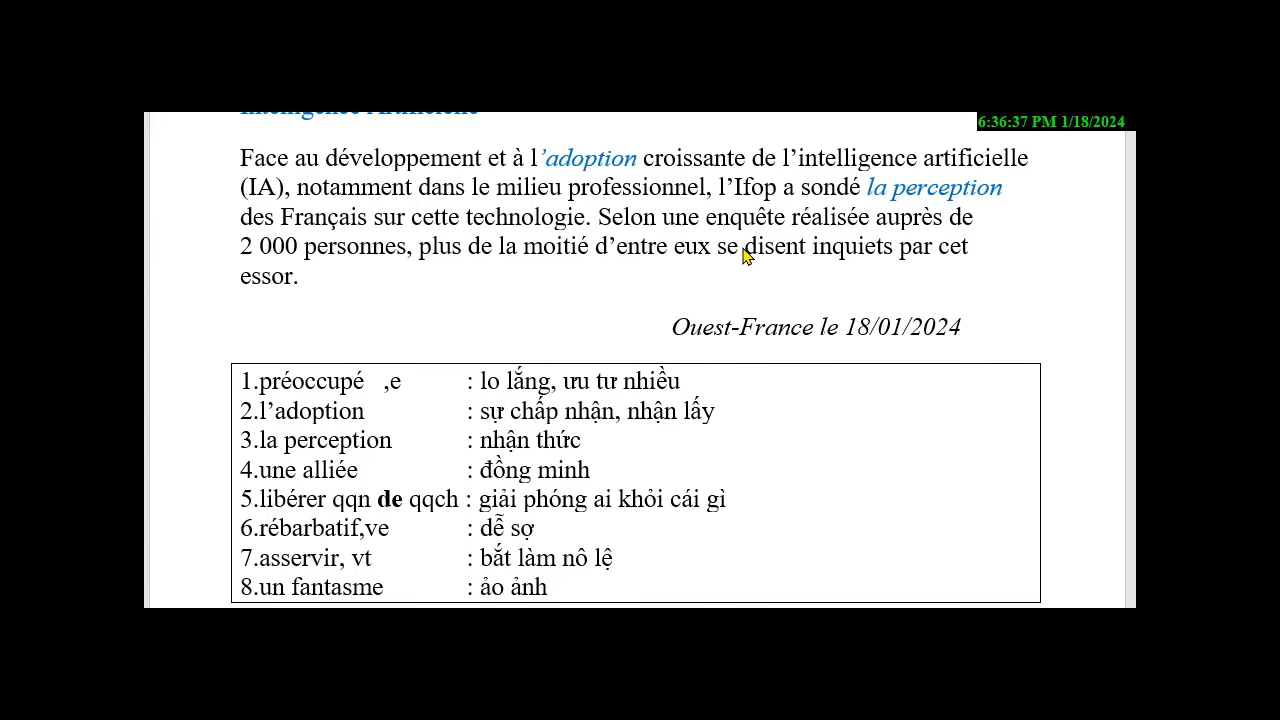 Intelligence Artificielle
6:36:37 PM 1/18/2024
Face au développement et à l’adoption croissante de l’intelligence artificielle
(IA), notamment dans le milieu professionnel, l’Ifop a sondé la perception
des Français sur cette technologie. Selon une enquête réalisée auprès de
2 000 personnes, plus de la moitié d’entre eux se disent inquiets par cet
essor.
Ouest-France le 18/01/2024
1.préoccupé ,e : lo lắng, ưu tư nhiều
2.l’adoption : sự chấp nhận, nhận lấy
3.la perception : nhận thức
4.une alliée : đồng minh
5.libérer qqn de qqch : giải phóng ai khỏi cái gì
6.rébarbatif,ve : dễ sợ
7.asservir, vt : bắt làm nô lệ
8.un fantasme : ảo ảnh